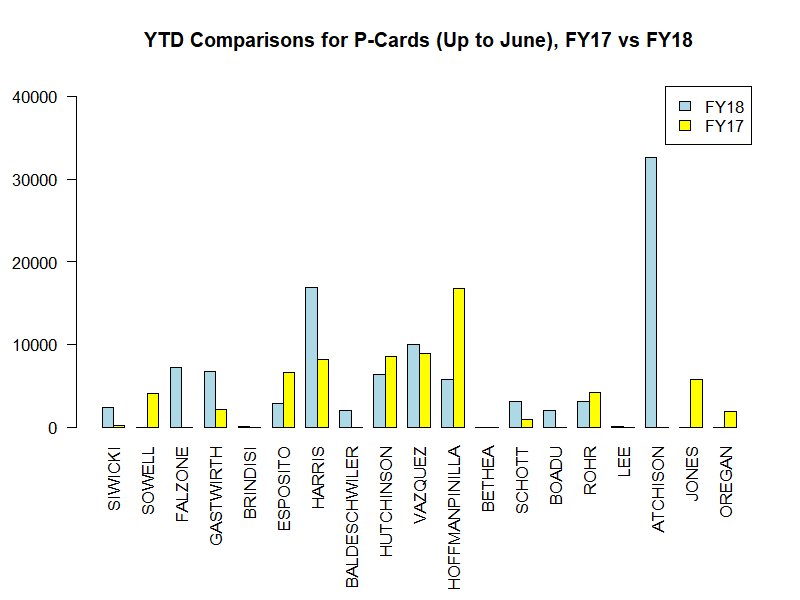 YTD Comparisons for P-Cards (Up to June), FY17 vs FY18
40000
30000
20000
10000
0
FY18
FY17
SIWICKI
SOWELL
FALZONE
GASTWIRTH
BRINDISI
ESPOSITO
HARRIS
BALDESCHWILER
HUTCHINSON
VAZQUEZ
HOFFMANPINILLA
BETHEA
SCHOTT
BOADU
ROHR
LEE
ATCHISON
JONES
OREGAN